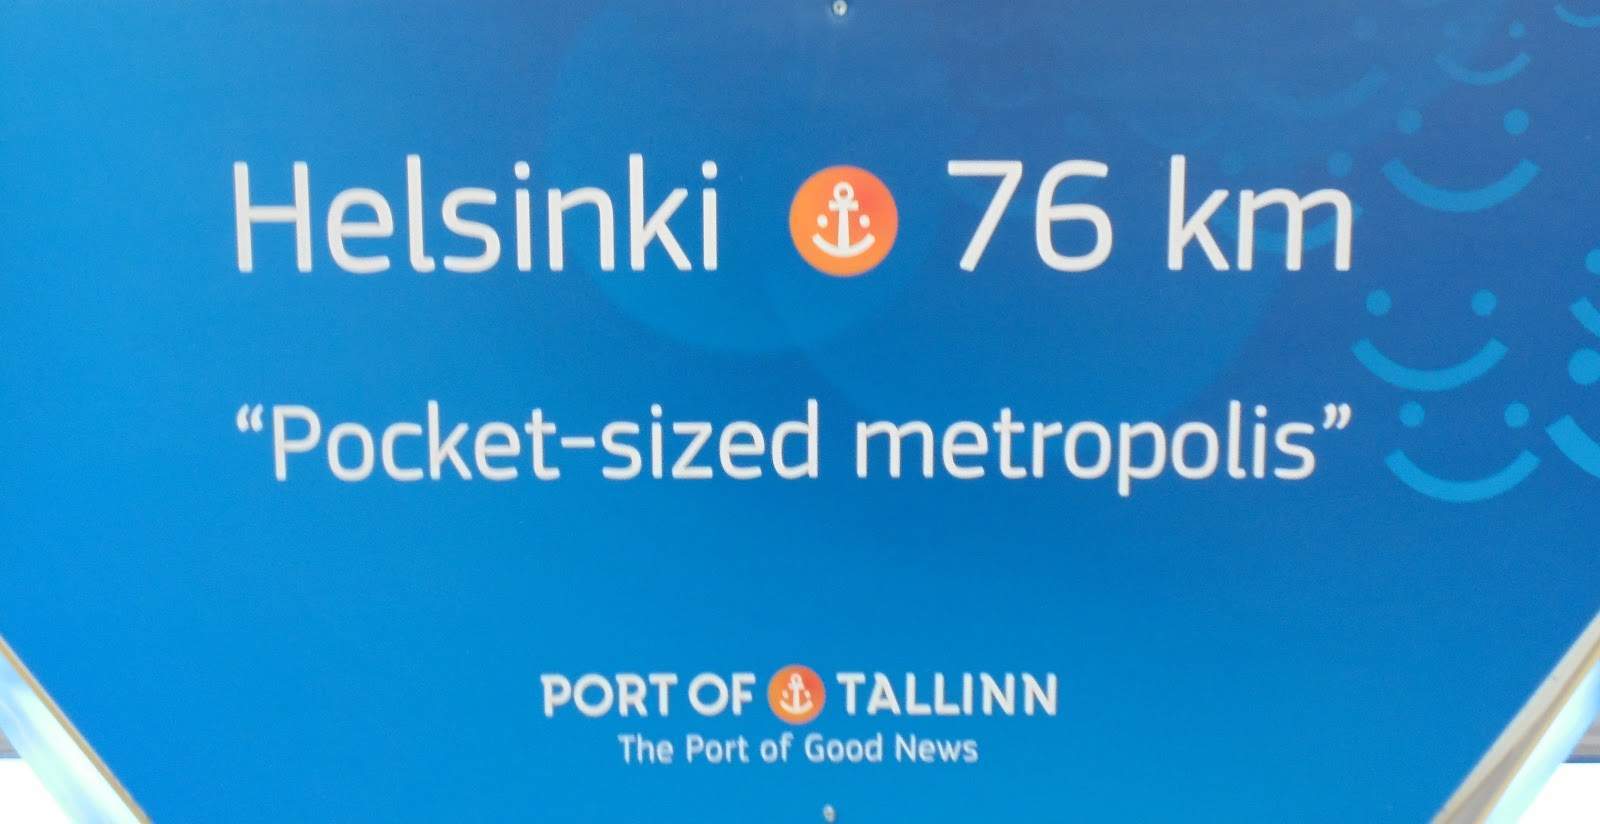 Helsinki 76 km
“Pocket-sized metropolis”
PORT OF TALLINN
The Port of Good News